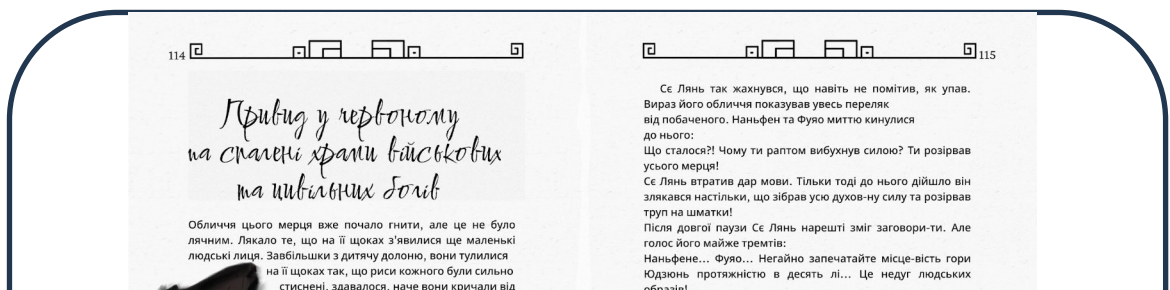 114
Привид у червоному
та спалені храми військових
та цивільних богів
Обличчя цього мерця вже почало гнити, але це не було
лячним. Лякало те, що на її щоках з'явилися ще маленькі
людські лиця. Завбільшки з дитячу долоню, вони тулилися
на її щоках так, що риси кожного були сильно
стиснені, здавалося, наче вони кричали від
115
Сє Лянь так жахнувся, що навіть не помітив, як упав.
Вираз його обличчя показував увесь переляк
від побаченого. Наньфен та Фуяо миттю кинулися
до нього:
Що сталося?! Чому ти раптом вибухнув силою? Ти розірвав
усього мерця!
Сє Лянь втратив дар мови. Тільки тоді до нього дійшло він
злякався настільки, що зібрав усю духов-ну силу та розірвав
труп на шматки!
Після довгої паузи Сє Лянь нарешті зміг заговори-ти. Але
голос його майже тремтів:
Наньфене... Фуяо... Негайно запечатайте місце-вість гори
Юдзюнь протяжністю в десять лі... Це недуг людських
образів!